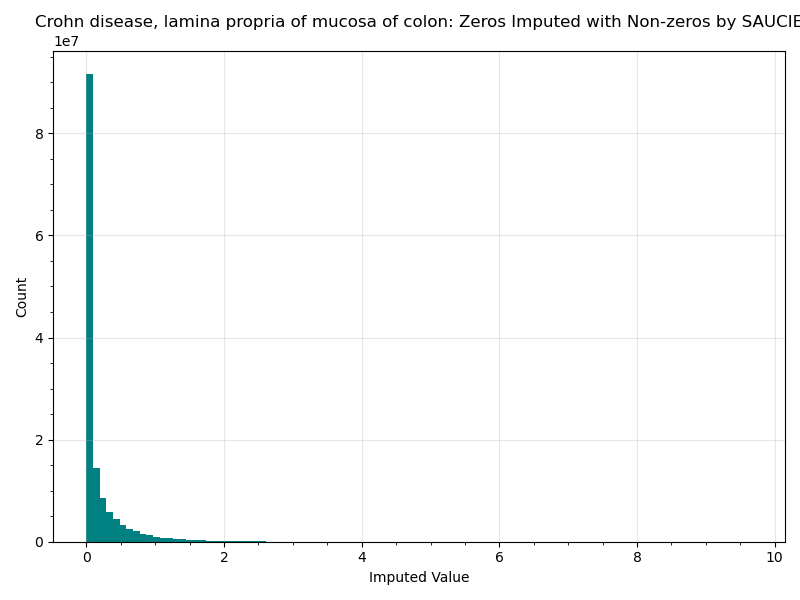 Crohn disease, lamina propria of mucosa of colon: Zeros Imputed with Non-zeros by SAUCIE
1e7
8
6
4
2
0
Count
0 2 4 6 8 10
Imputed Value